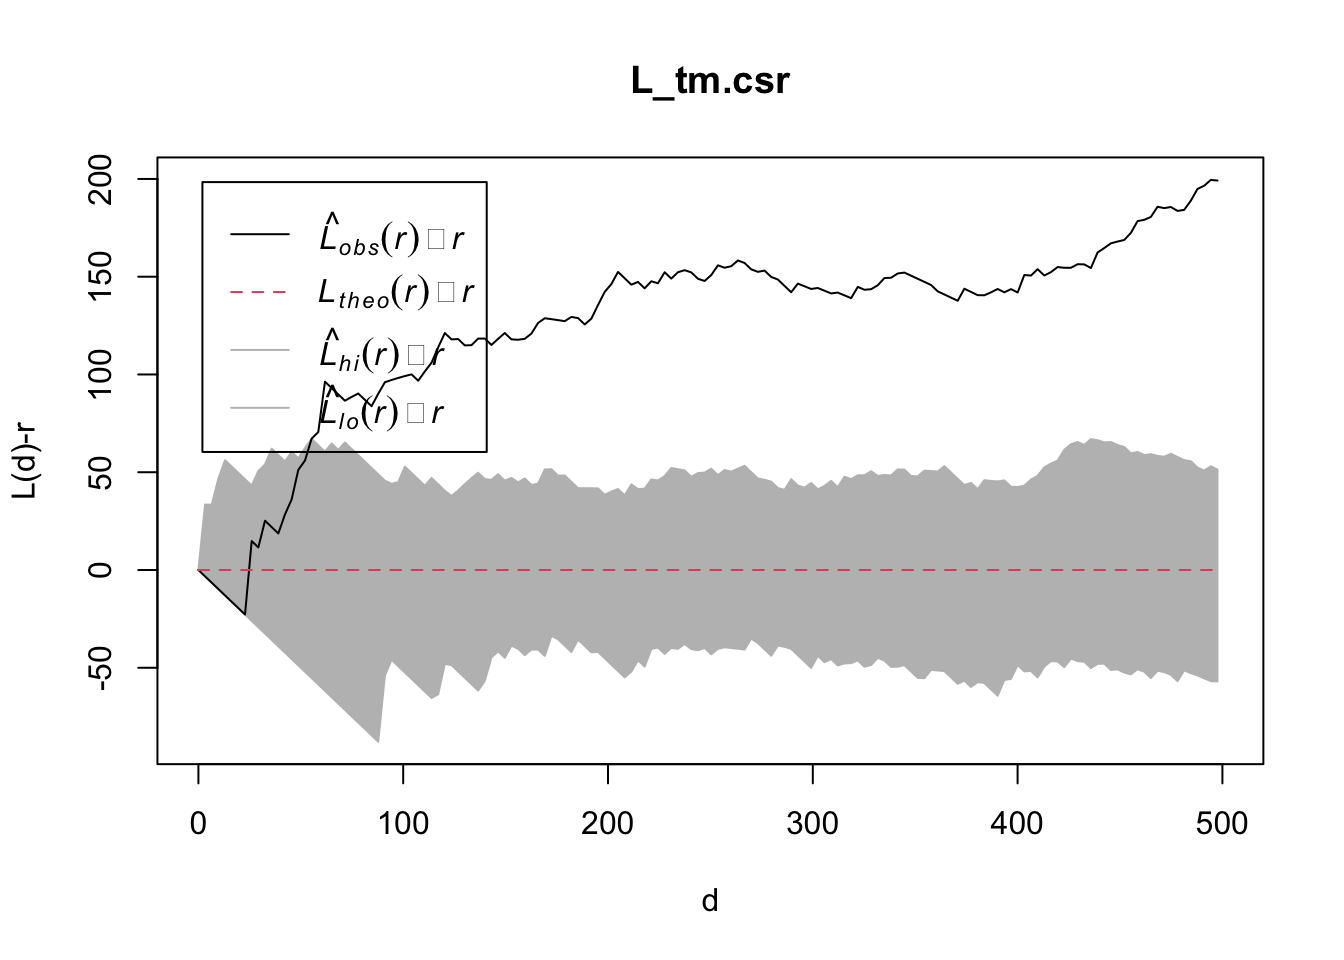 L_tm.csr
L̂obs(r) □ r
Ltheo(r) □ r
L̂hi(r) □ r
L̂lo(r) □ r
L(d)-r
200
150
100
50
0
-50
0 100 200 300 400 500
d